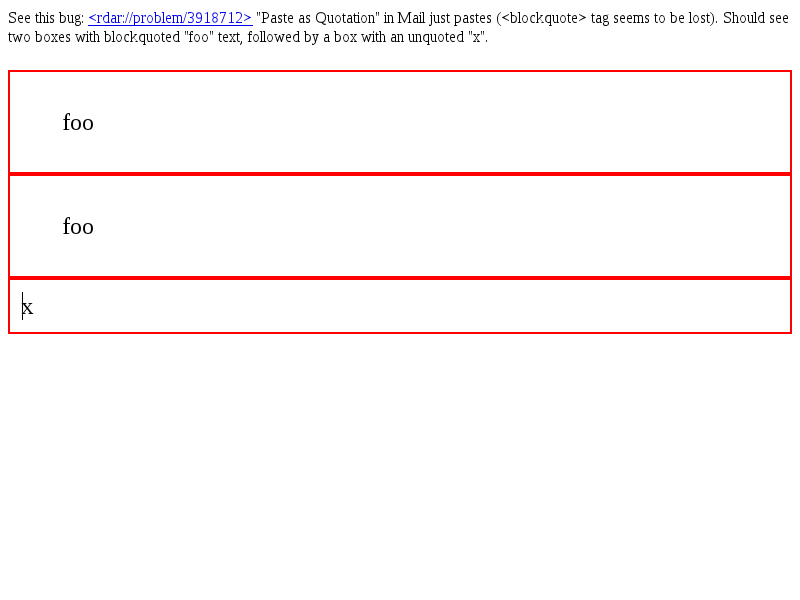 See this bug: <rdar://problem/3918712> "Paste as Quotation" in Mail just pastes (<blockquote> tag seems to be lost). Should see
two boxes with blockquoted "foo" text, followed by a box with an unquoted "x".
foo
foo
x